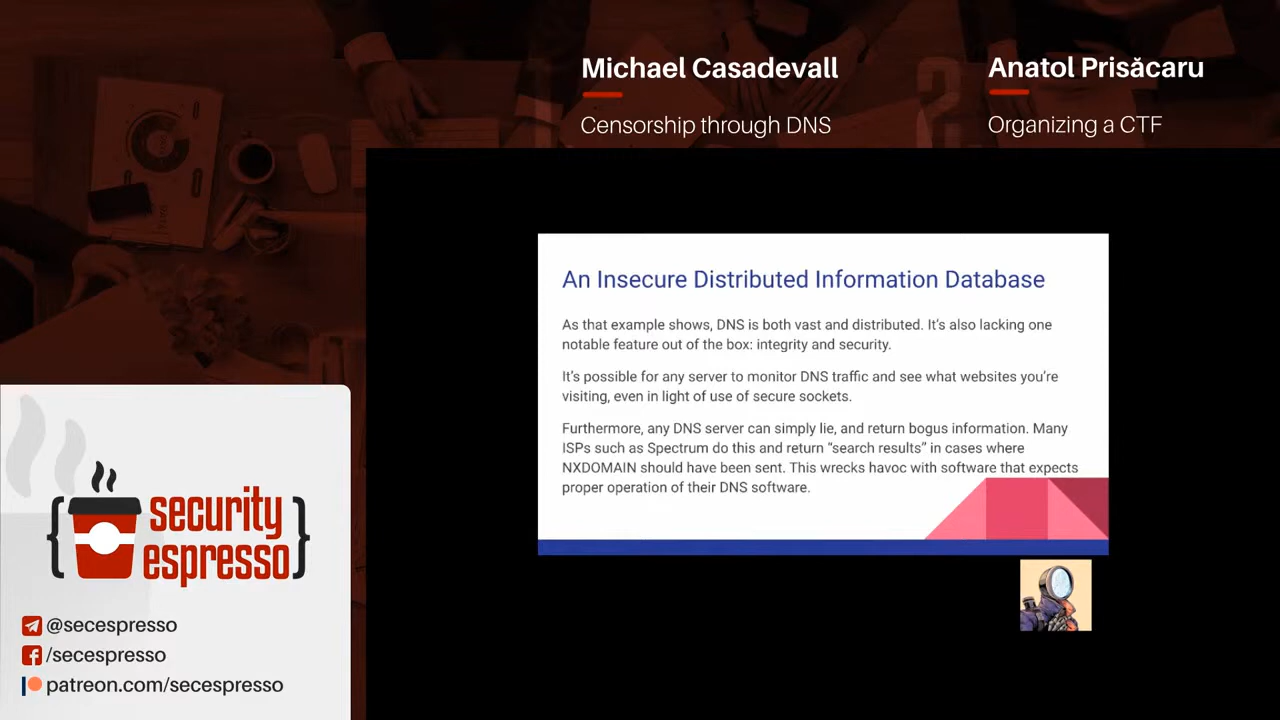 Michael Casadevall
Censorship through DNS
Anatol Prisăcaru
Organizing a CTF
An Insecure Distributed Information Database
As that example shows, DNS is both vast and distributed. It's also lacking one
notable feature out of the box: integrity and security.
It's possible for any server to monitor DNS traffic and see what websites you're
visiting, even in light of use of secure sockets.
Furthermore, any DNS server can simply lie, and return bogus information. Many
ISPs such as Spectrum do this and return “search results” in cases where
NXDOMAIN should have been sent. This wrecks havoc with software that expects
proper operation of their DNS software.
{security
espresso}
@secespresso
/secespresso
patreon.com/secespresso